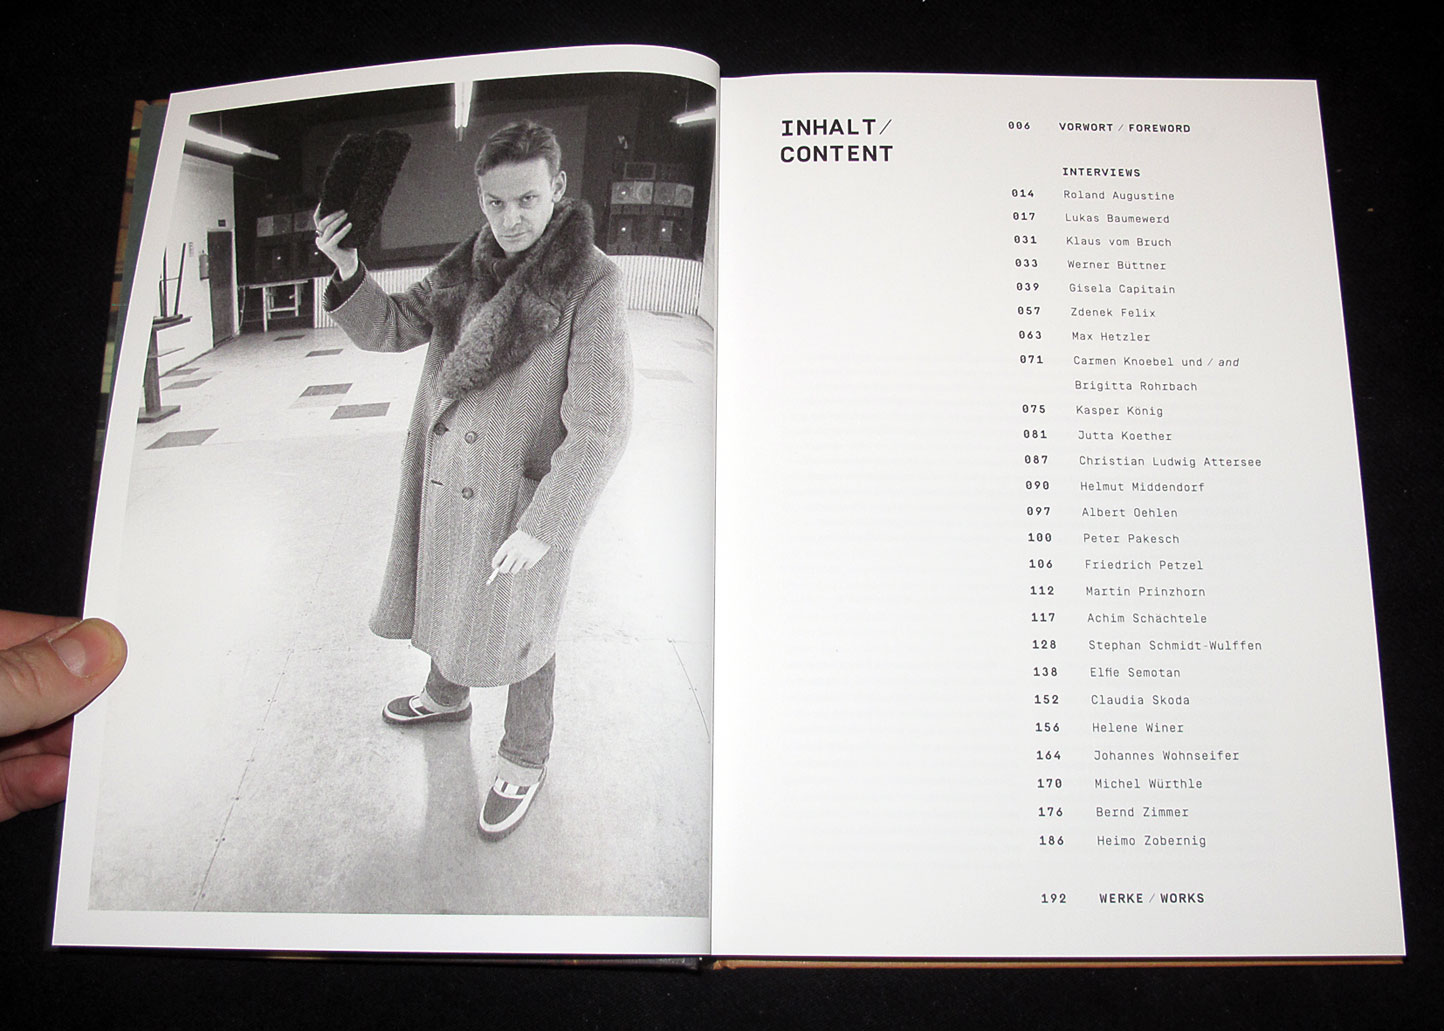 INHALT/
CONTENT
006 VORWORT / FOREWORD
INTERVIEWS
014 Roland Augustine
017 Lukas Baumewerd
031 Klaus vom Bruch
033 Werner Büttner
039 Gisela Capitain
057 Zdenek Felix
063 Max Hetzler
071 Carmen Knoebel und / and
Brigitta Rohrbach
075 Kasper König
081 Jutta Koether
087 Christian Ludwig Attersee
090 Helmut Middendorf
097 Albert Oehlen
100 Peter Pakesch
106 Friedrich Petzel
112 Martin Prinzhorn
117 Achim Schächtele
128 Stephan Schmidt-Wulffen
138 Elfie Semotan
152 Claudia Skoda
156 Helene Winer
164 Johannes Wohnseifer
170 Michel Würthle
176 Bernd Zimmer
186 Heimo Zobernig
192 WERKE / WORKS